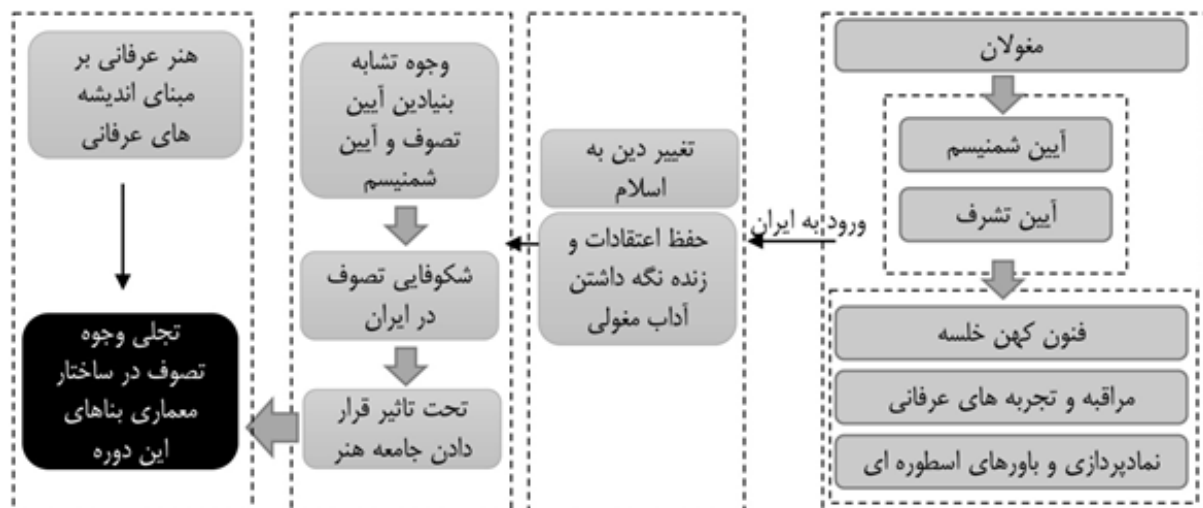 مغولان
آیین شمنیسم
آیین تشرف
فنون کهن خلسه
مراقبه و تجربه های عرفانی
نمادپردازی و باورهای اسطوره ای
ورود به ایران
تغییر دین به
اسلام
حفظ اعتقادات و
زنده نگه داشتن
آداب مغولی
وجوه تشابه
بنیادین آیین
تصوف و آیین
شمنیسم
شکوفایی تصوف
در ایران
تحت تاثیر قرار
دادن جامعه هنر
هنر عرفانی بر
مبنای اندیشه
های عرفانی
تجلی وجوه
تصوف در ساختار
معماری بناهای
این دوره